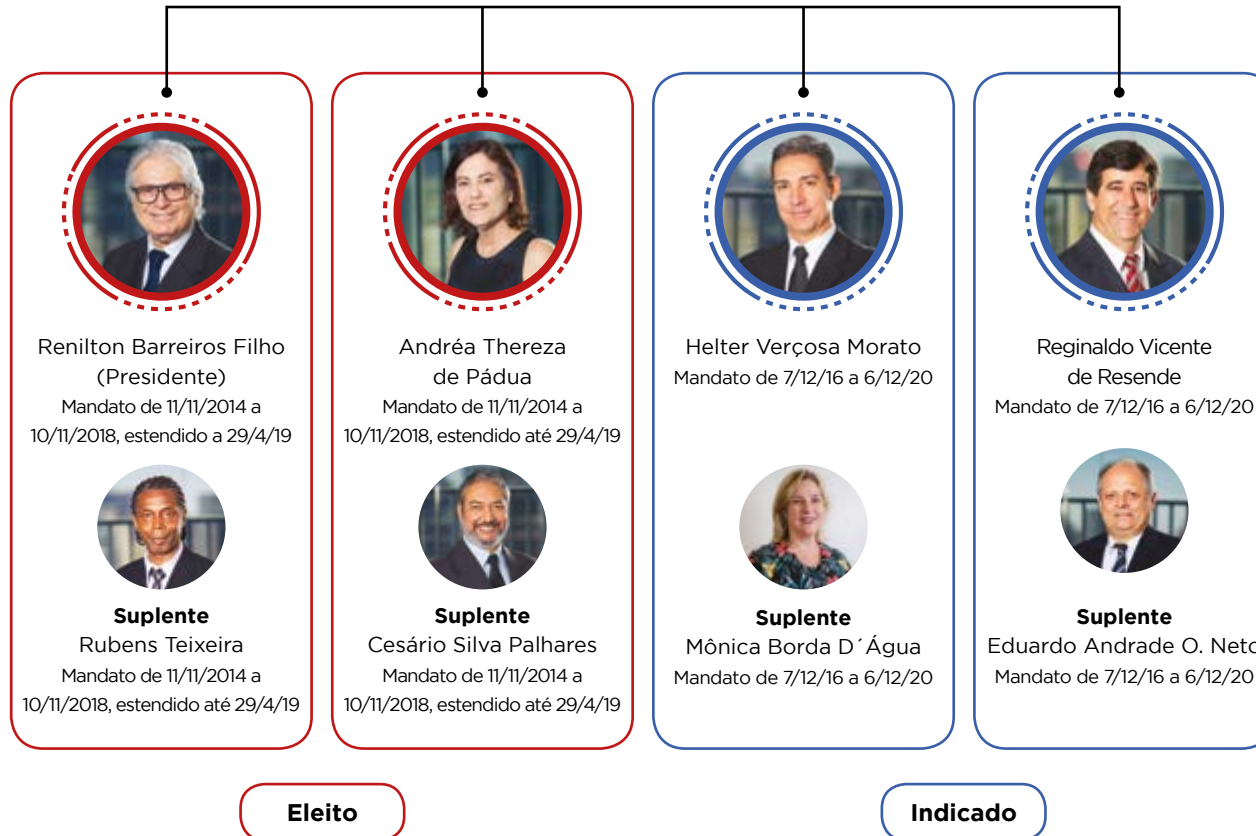 Renilton Barreiros Filho
(Presidente)
Mandato de 11/11/2014 a
10/11/2018, estendido a 29/4/19
Suplente
Rubens Teixeira
Mandato de 11/11/2014 a
10/11/2018, estendido até 29/4/19
Andréa Thereza
de Pádua
Mandato de 11/11/2014 a
10/11/2018, estendido até 29/4/19
Suplente
Cesário Silva Palhares
Mandato de 11/11/2014 a
10/11/2018, estendido até 29/4/19
Helter Verçosa Morato
Mandato de 7/12/16 a 6/12/20
Suplente
Mônica Borda D´Água
Mandato de 7/12/16 a 6/12/20
Reginaldo Vicente
de Resende
Mandato de 7/12/16 a 6/12/20
Suplente
Eduardo Andrade O. Neto
Mandato de 7/12/16 a 6/12/20
Eleito
Indicado